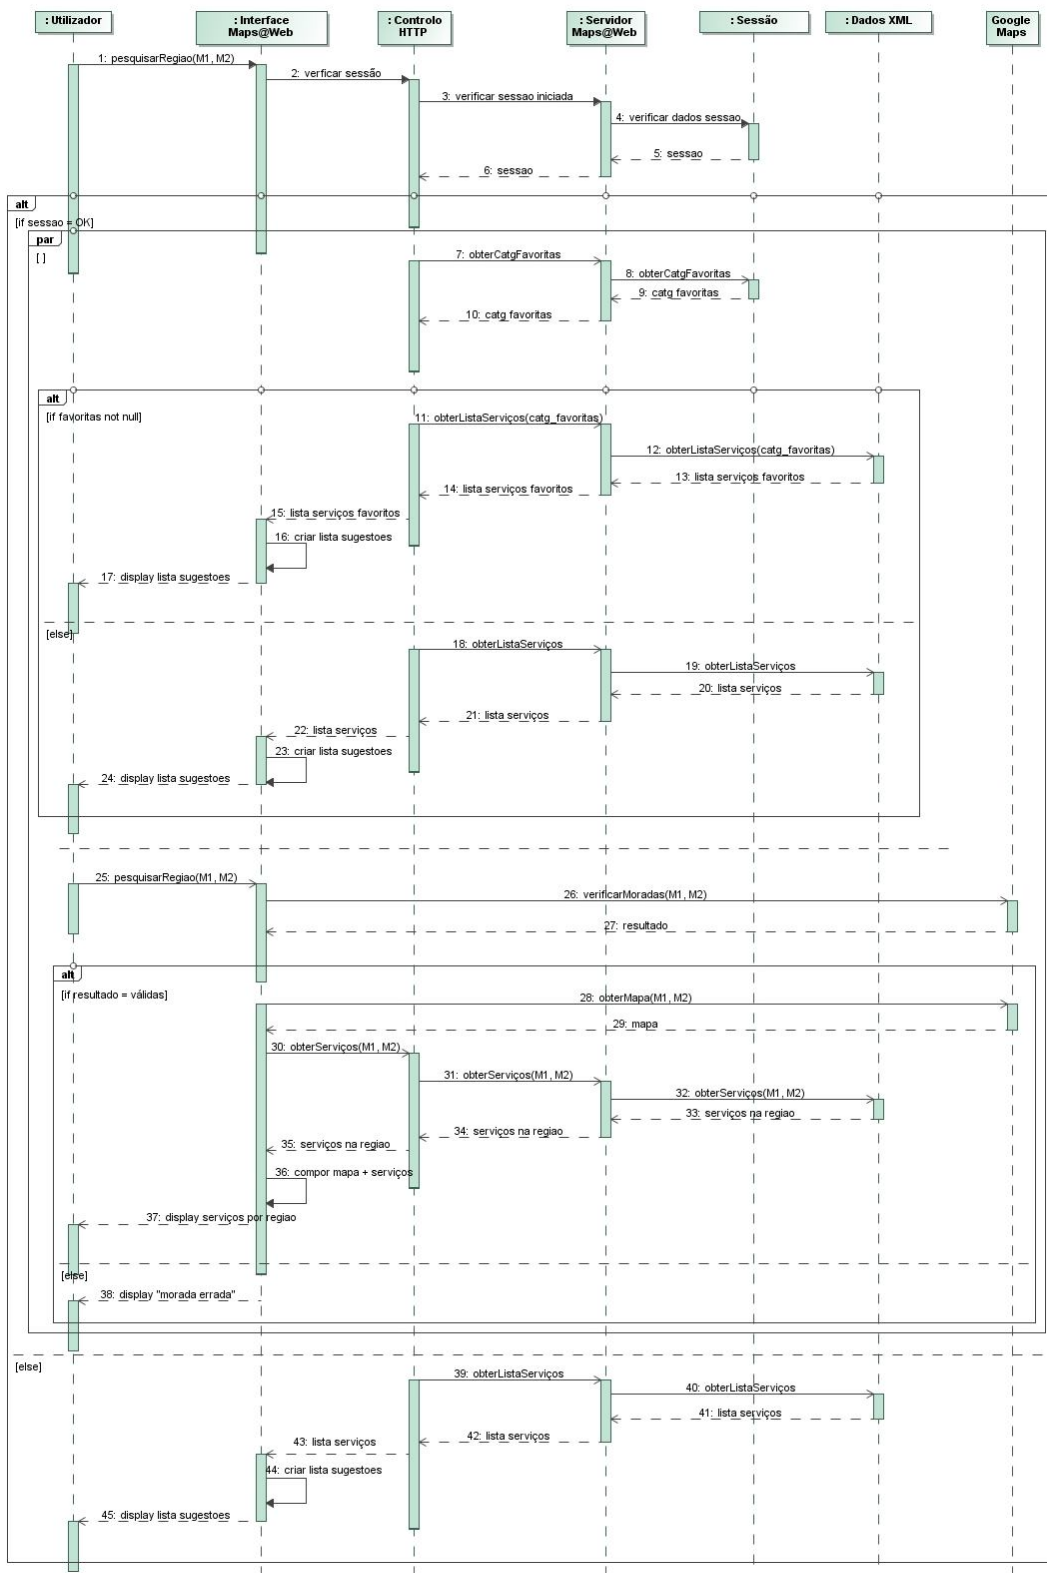 : Utilizador
: Interface
Maps@Web
: Controlo
HTTP
: Servidor
Maps@Web
: Sessão
: Dados XML
Google
Maps
1: pesquisarRegiao(M1, M2)
2: verficar sessão
3: verificar sessao iniciada
4: verificar dados sessao
5: sessao
6: sessao
alt
[if sessao = OK]
par
[ ]
7: obterCatgFavoritas
8: obterCatgFavoritas
9: catg favoritas
10: catg favoritas
alt
[if favoritas not null]
11: obterListaServiços(catg_favoritas)
12: obterListaServiços(catg_favoritas)
13: lista serviços favoritos
14: lista serviços favoritos
15: lista serviços favoritos
16: criar lista sugestoes
17: display lista sugestoes
[else]
18: obterListaServiços
19: obterListaServiços
20: lista serviços
21: lista serviços
22: lista serviços
23: criar lista sugestoes
24: display lista sugestoes
25: pesquisarRegiao(M1, M2)
26: verificarMoradas(M1, M2)
27: resultado
alt
[if resultado = válidas]
28: obterMapa(M1, M2)
29: mapa
30: obterServiços(M1, M2)
31: obterServiços(M1, M2)
32: obterServiços(M1, M2)
33: serviços na regiao
34: serviços na regiao
35: serviços na regiao
36: compor mapa + serviços
37: display serviços por regiao
[else]
38: display "morada errada"
[else]
39: obterListaServiços
40: obterListaServiços
41: lista serviços
42: lista serviços
43: lista serviços
44: criar lista sugestoes
45: display lista sugestoes